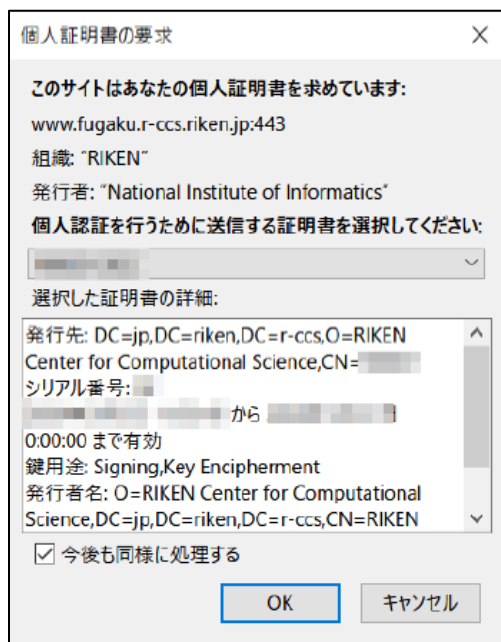 個人証明書の要求
このサイトはあなたの個人証明書を求めています:
www.fugaku.r-ccs.riken.jp:443
組織: "RIKEN"
発行者: "National Institute of Informatics"
個人認証を行うために送信する証明書を選択してください:
選択した証明書の詳細:
発行先: DC=jp,DC=riken,DC=r-ccs,O=RIKEN
Center for Computational Science,CN=
シリアル番号:
から
0:00:00 まで有効
鍵用途: Signing,Key Encipherment
発行者名: O=RIKEN Center for Computational
Science,DC=jp,DC=riken,DC=r-ccs,CN=RIKEN
今後も同様に処理する
OK キャンセル